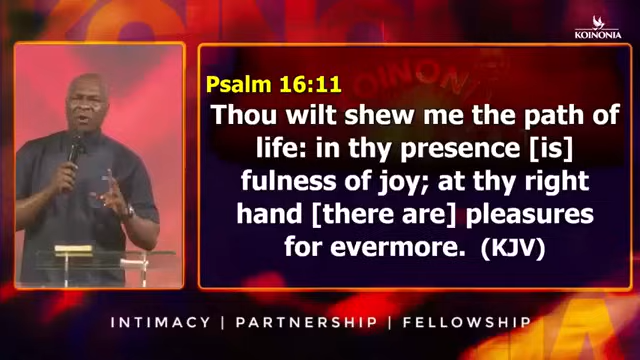 KOINONIA
Psalm 16:11
Thou wilt shew me the path of
life: in thy presence [is]
fulness of joy; at thy right
hand [there are] pleasures
for evermore. (KJV)
INTIMACY | PARTNERSHIP | FELLOWSHIP